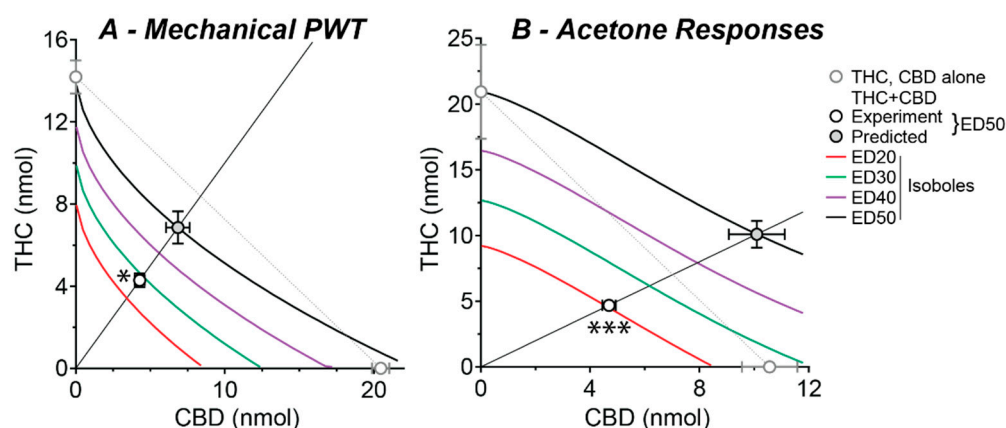 A - Mechanical PWT
16
12
8
4
0
THC (nmol)
0
10
20
CBD (nmol)
*
B - Acetone Responses
25
20
15
10
5
0
THC (nmol)
0
4
8
12
CBD (nmol)
***
THC, CBD alone
THC+CBD
Experiment
Predicted
}ED50
ED20
ED30
ED40
ED50
Isoboles